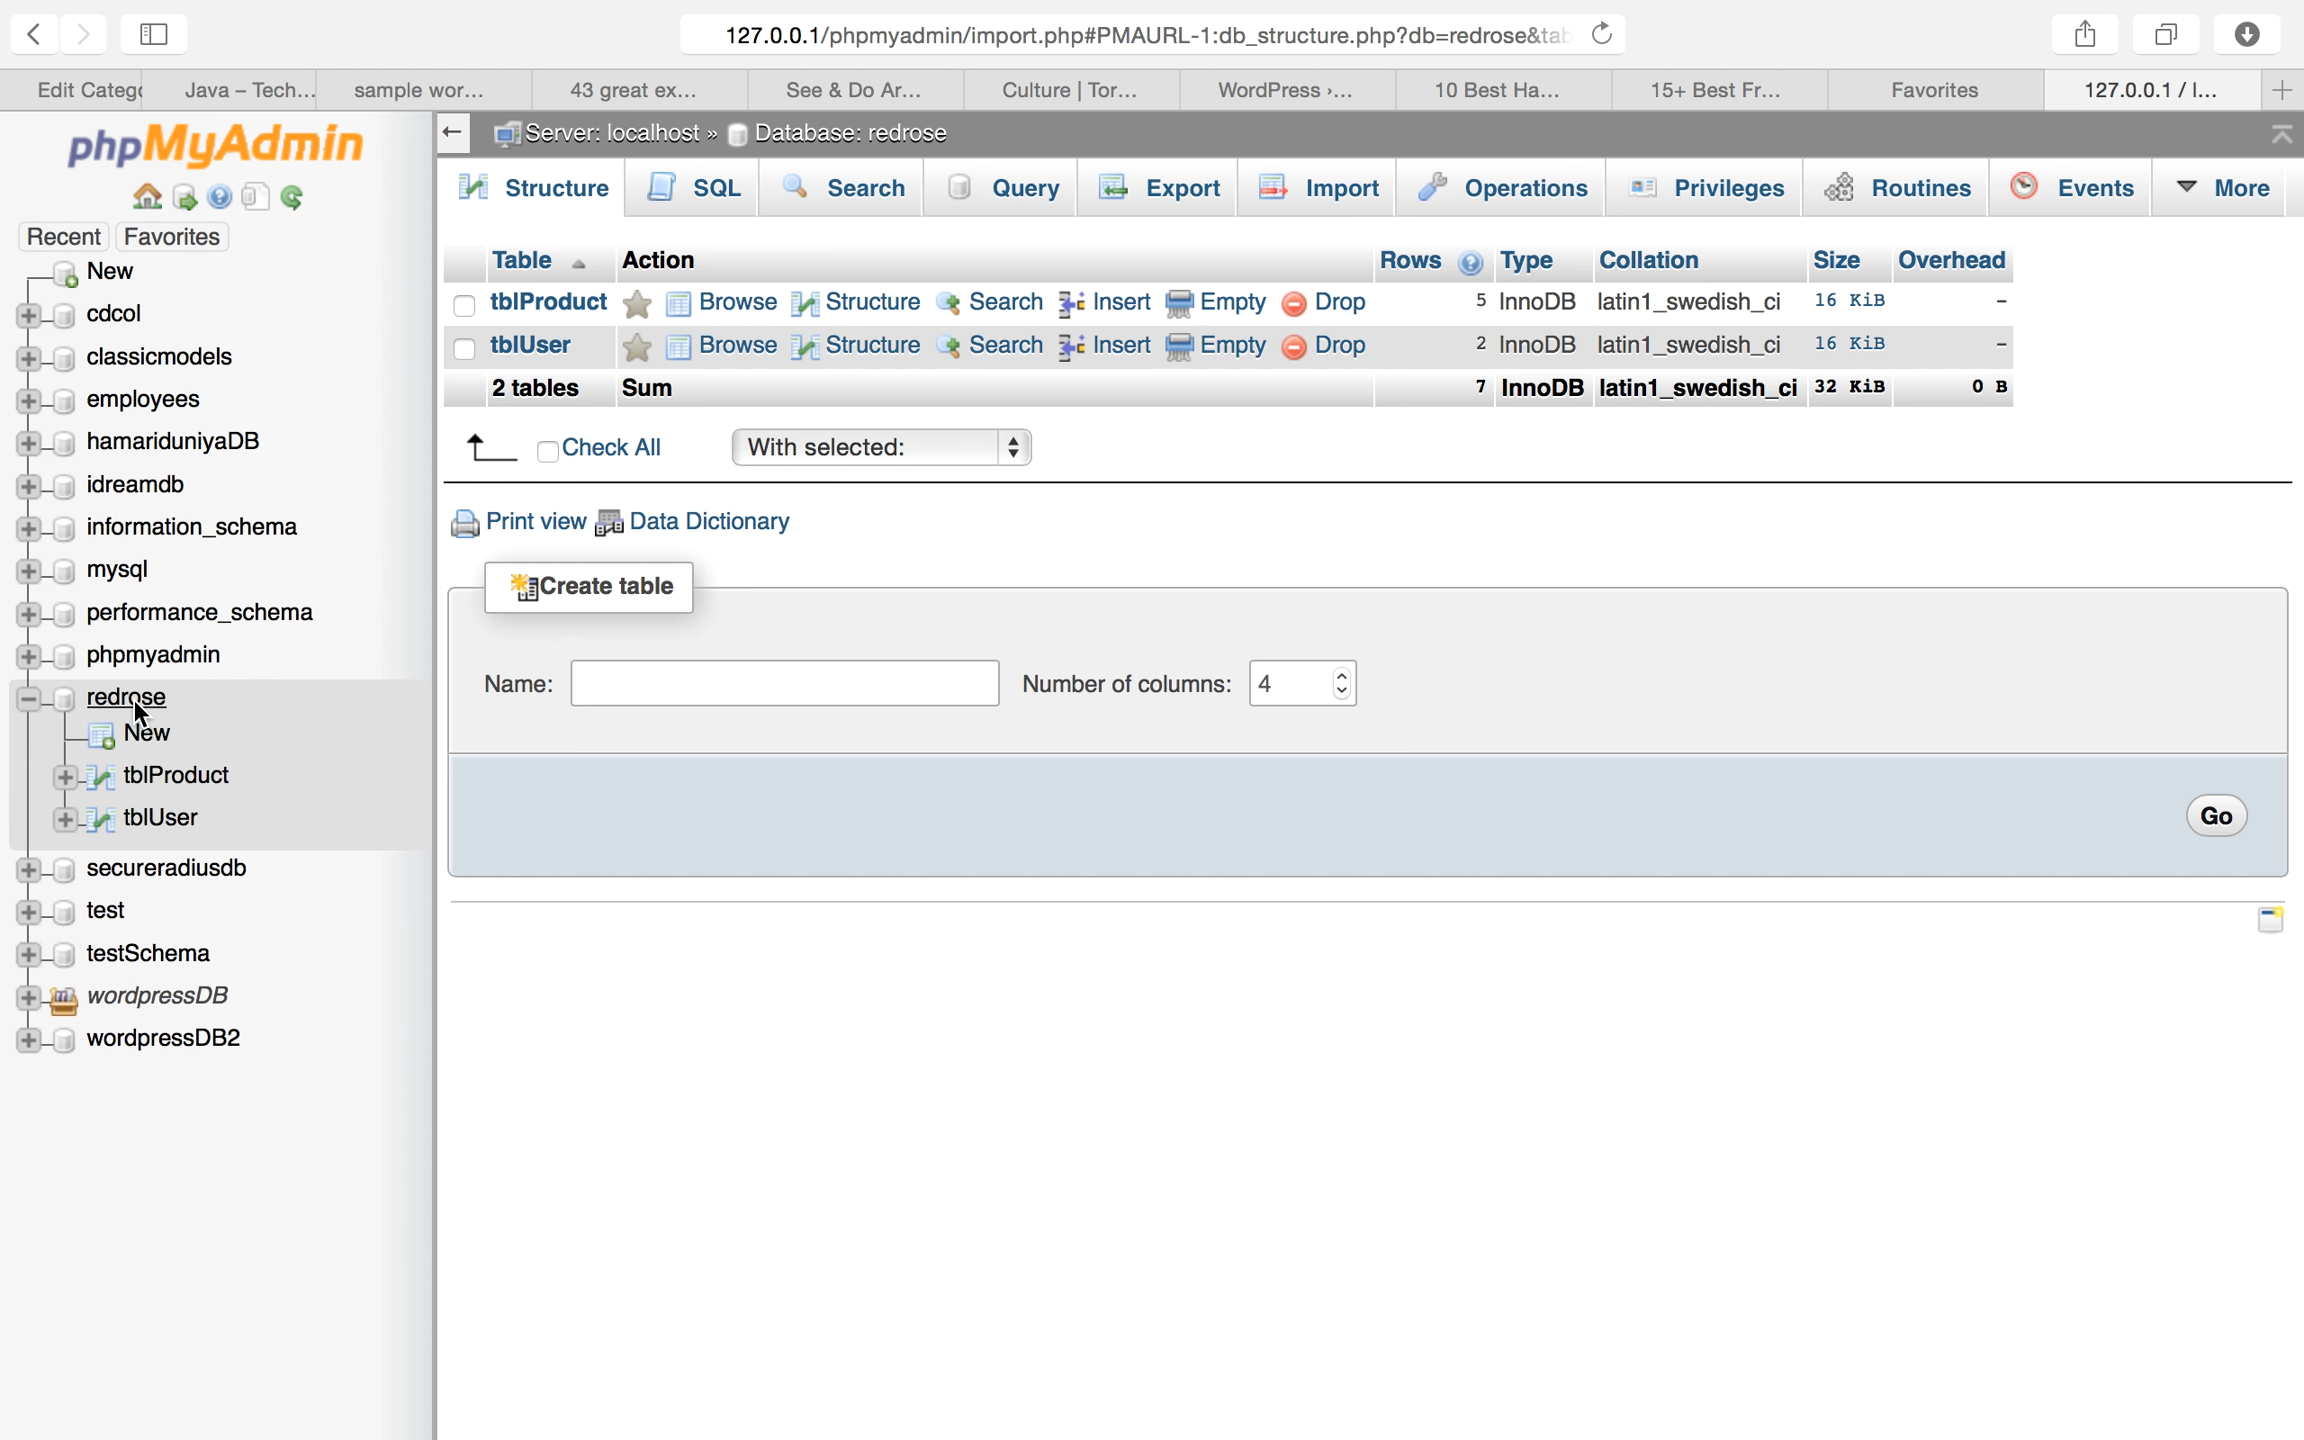 127.0.0.1/phpmyadmin/import.php#PMAURL-1:db_structure.php?db=redrose&tab
Edit Catego Java – Tech... sample wor... 43 great ex... See & Do Ar... Culture | Tor... WordPress ›... 10 Best Ha... 15+ Best Fr... Favorites 127.0.0.1 / l...
phpMyAdmin
Recent Favorites
New
cdcol
classicmodels
employees
hamariduniyaDB
idreamdb
information_schema
mysql
performance_schema
phpmyadmin
redrose
New
tblProduct
tblUser
secureradiusdb
test
testSchema
wordpressDB
wordpressDB2
Server: localhost » Database: redrose
Structure SQL Search Query Export Import Operations Privileges Routines Events More
Table Action Rows Type Collation Size Overhead
tblProduct Browse Structure Search Insert Empty Drop 5 InnoDB latin1_swedish_ci 16 KiB –
tblUser Browse Structure Search Insert Empty Drop 2 InnoDB latin1_swedish_ci 16 KiB –
2 tables Sum 7 InnoDB latin1_swedish_ci 32 KiB 0 B
Check All With selected:
Print view Data Dictionary
Create table
Name: Number of columns: 4
Go